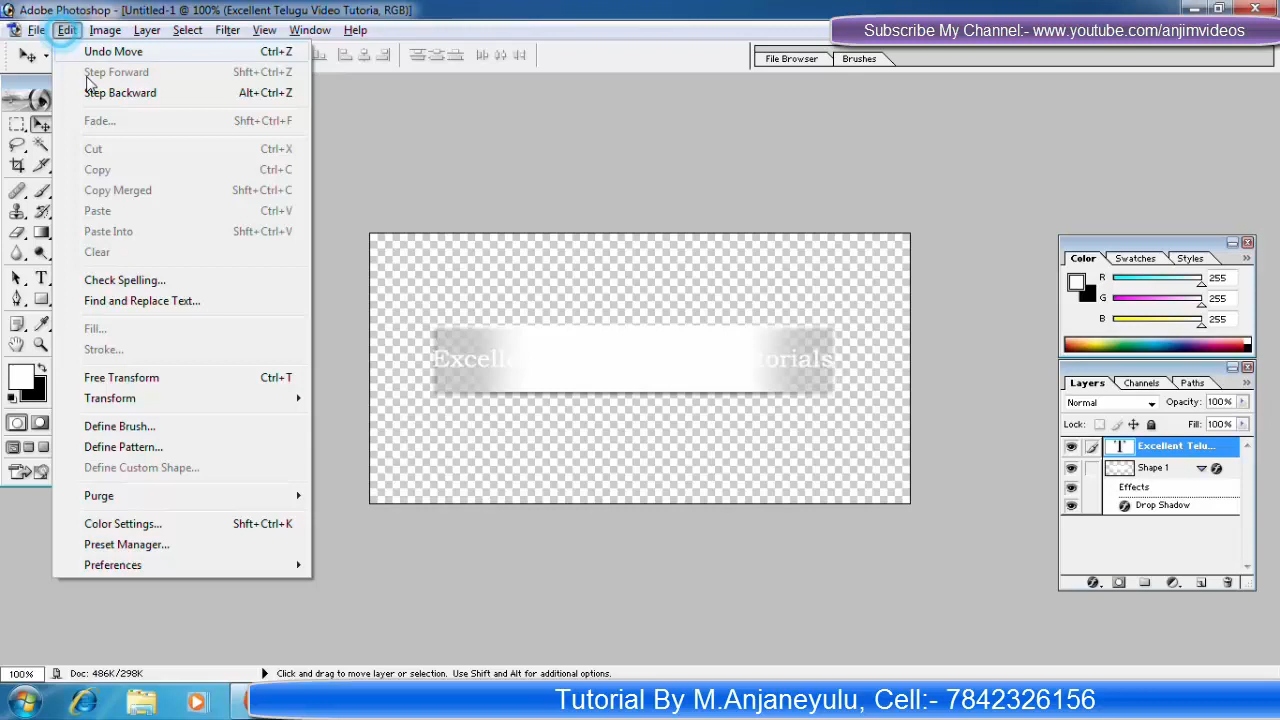 Adobe Photoshop - [Untitled-1 @ 100% (Excellent Telugu Video Tutoria, RGB)]
File Edit Image Layer Select Filter View Window Help
Subscribe My Channel:- www.youtube.com/anjimvideos
File Browser Brushes
Undo Move Ctrl+Z
Step Forward Shft+Ctrl+Z
Step Backward Alt+Ctrl+Z
Fade... Shft+Ctrl+F
Cut Ctrl+X
Copy Ctrl+C
Copy Merged Shft+Ctrl+C
Paste Ctrl+V
Paste Into Shft+Ctrl+V
Clear
Check Spelling...
Find and Replace Text...
Fill...
Stroke...
Free Transform Ctrl+T
Transform
Define Brush...
Define Pattern...
Define Custom Shape...
Purge
Color Settings... Shft+Ctrl+K
Preset Manager...
Preferences
Color Swatches Styles
R 255
G 255
B 255
Layers Channels Paths
Normal Opacity: 100%
Lock: Fill: 100%
T Excellent Telu...
Shape 1
Effects
Drop Shadow
100% Doc: 486K/298K Click and drag to move layer or selection. Use Shift and Alt for additional options.
Tutorial By M.Anjaneyulu, Cell:- 7842326156